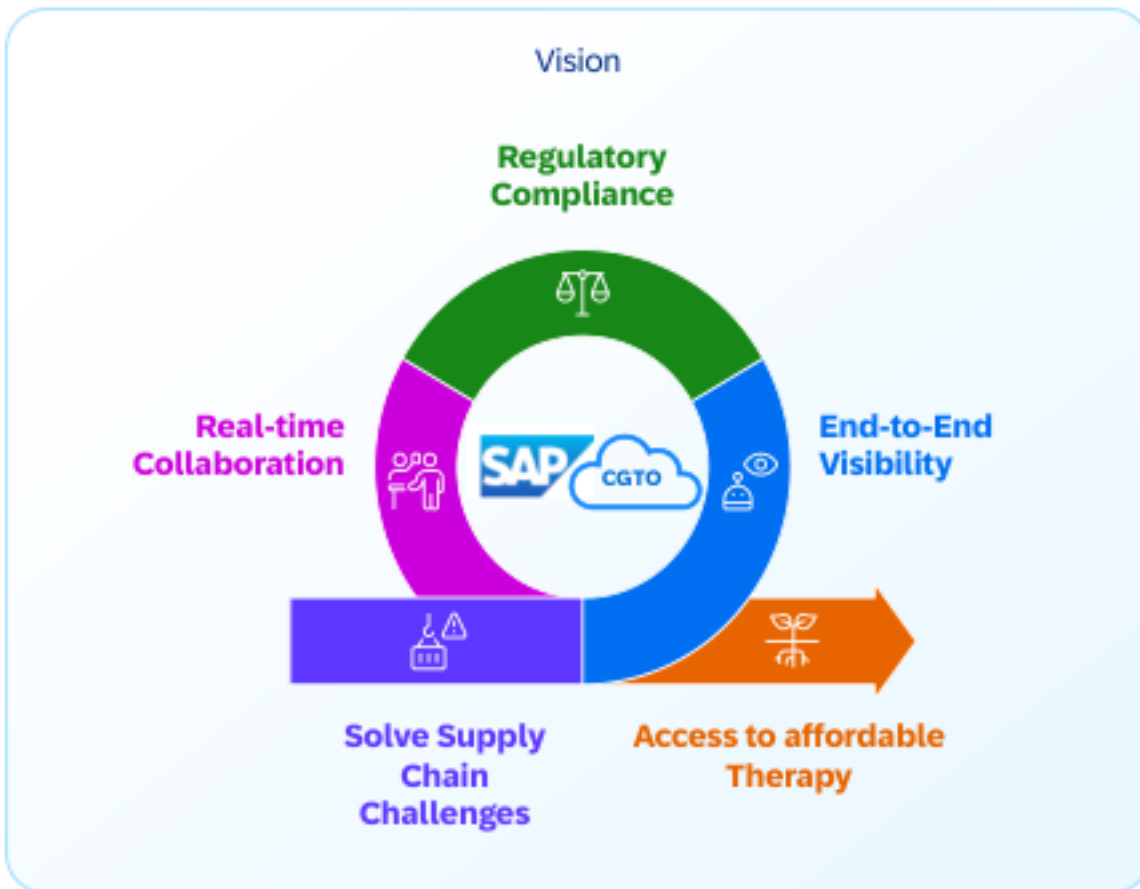 Vision
Regulatory
Compliance
Real-time
Collaboration
SAP
CGTO
End-to-End
Visibility
Solve Supply
Chain
Challenges
Access to affordable
Therapy